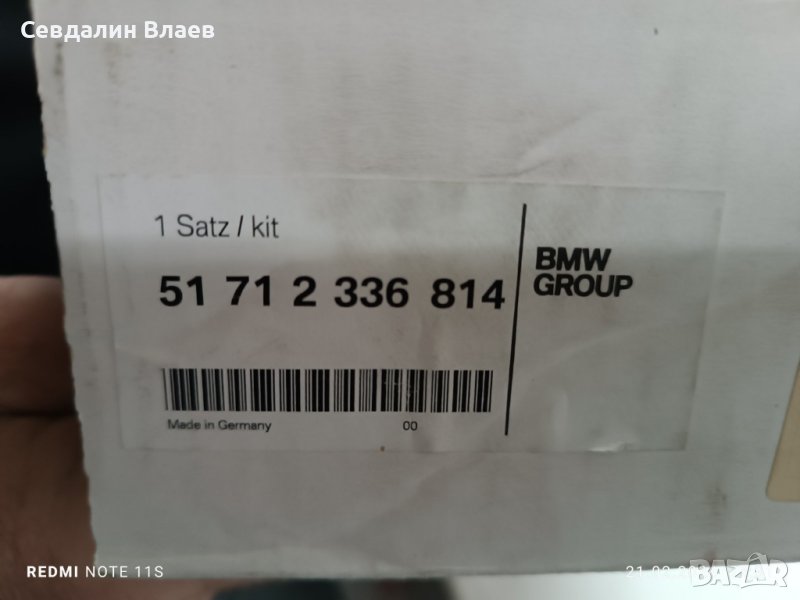 Севдалин Влаев
1 Satz / kit
51 71 2 336 814
BMW
GROUP
Made in Germany
00
REDMI NOTE 11S
BAZAR